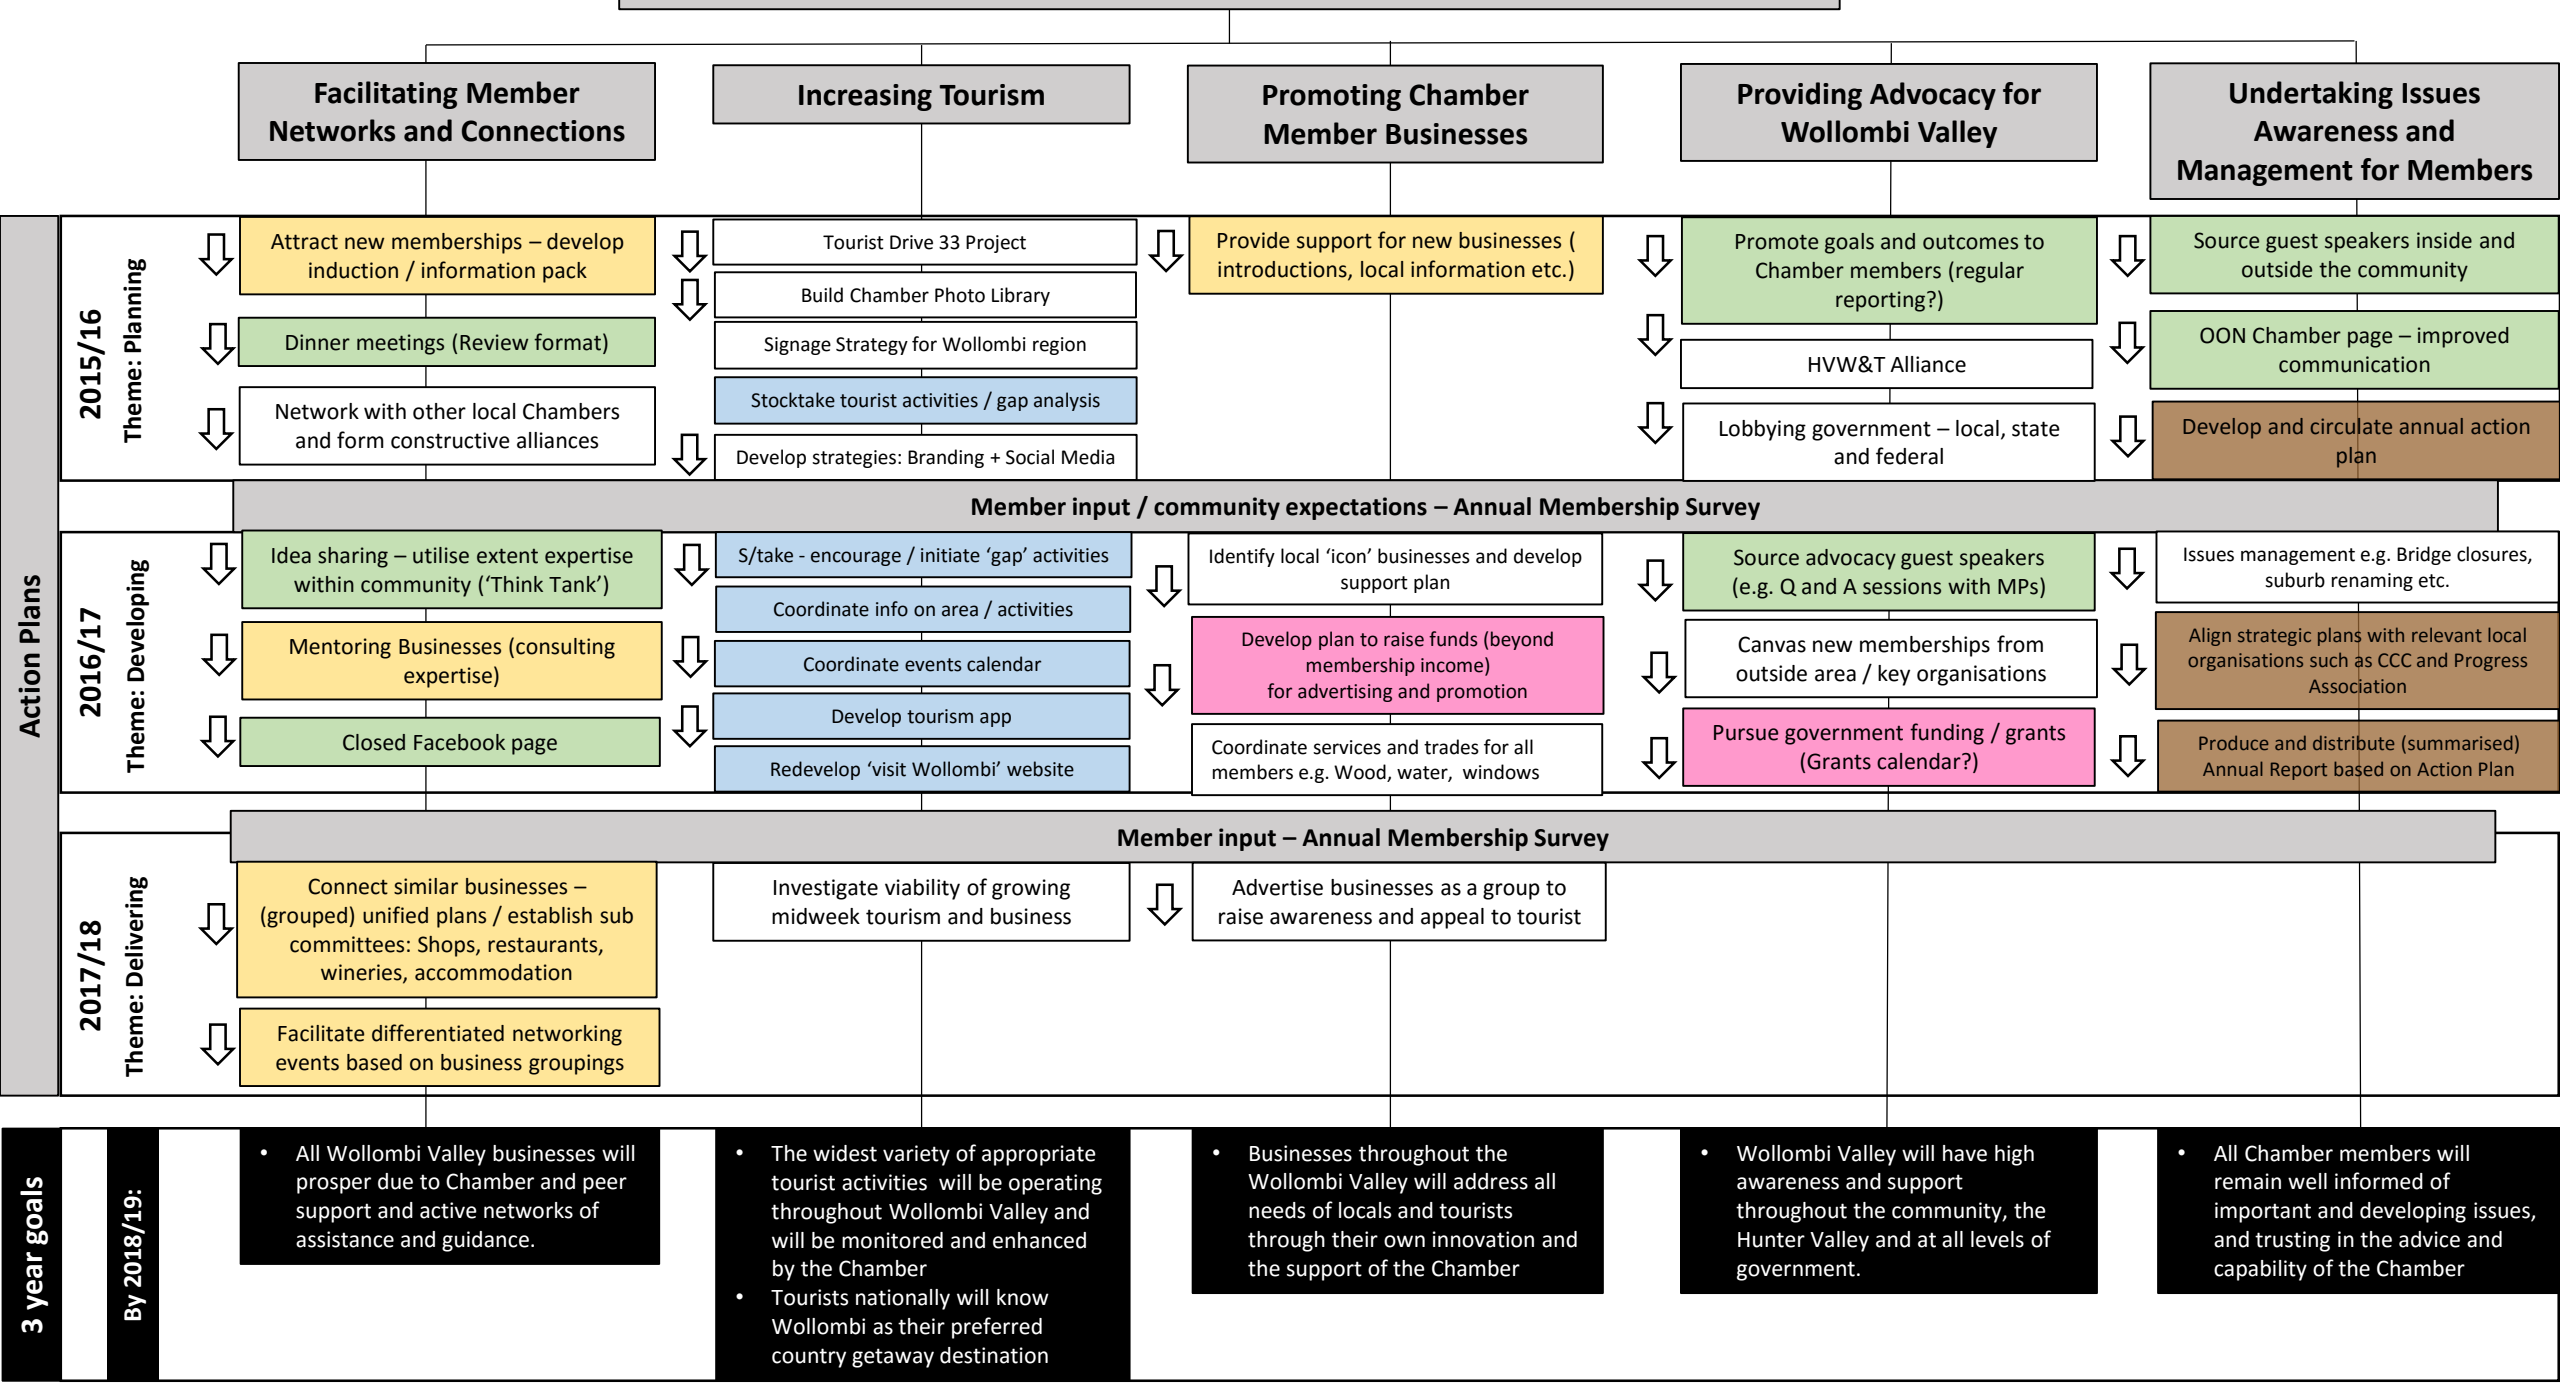 Facilitating Member
Networks and Connections
Increasing Tourism
Promoting Chamber
Member Businesses
Providing Advocacy for
Wollombi Valley
Undertaking Issues
Awareness and
Management for Members
Action Plans
2015/16
Theme: Planning
Attract new memberships – develop
induction / information pack
Dinner meetings (Review format)
Network with other local Chambers
and form constructive alliances
Tourist Drive 33 Project
Build Chamber Photo Library
Signage Strategy for Wollombi region
Stocktake tourist activities / gap analysis
Develop strategies: Branding + Social Media
Provide support for new businesses (
introductions, local information etc.)
Promote goals and outcomes to
Chamber members (regular
reporting?)
HVW&T Alliance
Lobbying government – local, state
and federal
Source guest speakers inside and
outside the community
OON Chamber page – improved
communication
Develop and circulate annual action
plan
Member input / community expectations – Annual Membership Survey
2016/17
Theme: Developing
Idea sharing – utilise extent expertise
within community (‘Think Tank’)
Mentoring Businesses (consulting
expertise)
Closed Facebook page
S/take - encourage / initiate ‘gap’ activities
Coordinate info on area / activities
Coordinate events calendar
Develop tourism app
Redevelop ‘visit Wollombi’ website
Identify local ‘icon’ businesses and develop
support plan
Develop plan to raise funds (beyond
membership income)
for advertising and promotion
Coordinate services and trades for all
members e.g. Wood, water, windows
Source advocacy guest speakers
(e.g. Q and A sessions with MPs)
Canvas new memberships from
outside area / key organisations
Pursue government funding / grants
(Grants calendar?)
Issues management e.g. Bridge closures,
suburb renaming etc.
Align strategic plans with relevant local
organisations such as CCC and Progress
Association
Produce and distribute (summarised)
Annual Report based on Action Plan
Member input – Annual Membership Survey
2017/18
Theme: Delivering
Connect similar businesses –
(grouped) unified plans / establish sub
committees: Shops, restaurants,
wineries, accommodation
Facilitate differentiated networking
events based on business groupings
Investigate viability of growing
midweek tourism and business
Advertise businesses as a group to
raise awareness and appeal to tourist
3 year goals
By 2018/19:
• All Wollombi Valley businesses will
prosper due to Chamber and peer
support and active networks of
assistance and guidance.
• The widest variety of appropriate
tourist activities will be operating
throughout Wollombi Valley and
will be monitored and enhanced
by the Chamber
• Tourists nationally will know
Wollombi as their preferred
country getaway destination
• Businesses throughout the
Wollombi Valley will address all
needs of locals and tourists
through their own innovation and
the support of the Chamber
• Wollombi Valley will have high
awareness and support
throughout the community, the
Hunter Valley and at all levels of
government.
• All Chamber members will
remain well informed of
important and developing issues,
and trusting in the advice and
capability of the Chamber